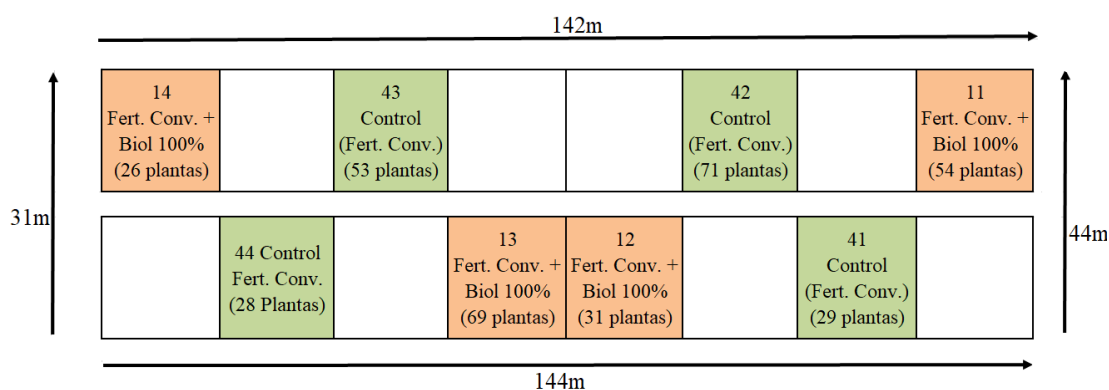 142m
14
Fert. Conv. +
Biol 100%
(26 plantas)
43
Control
(Fert. Conv.)
(53 plantas)
42
Control
(Fert. Conv.)
(71 plantas)
11
Fert. Conv. +
Biol 100%
(54 plantas)
31m
44m
44 Control
Fert. Conv.
(28 Plantas)
13
Fert. Conv. +
Biol 100%
(69 plantas)
12
Fert. Conv. +
Biol 100%
(31 plantas)
41
Control
(Fert. Conv.)
(29 plantas)
144m